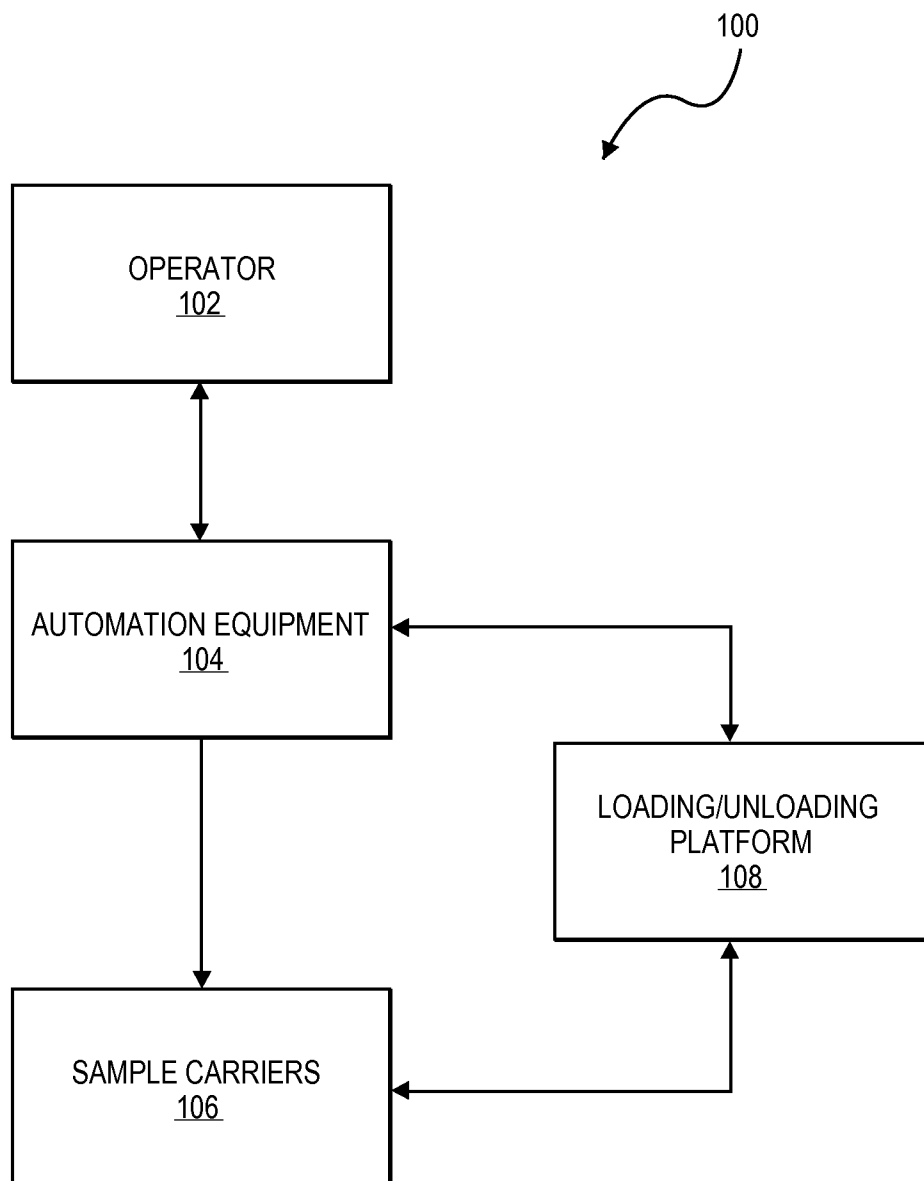 100
OPERATOR
102
AUTOMATION EQUIPMENT
104
LOADING/UNLOADING
PLATFORM
108
SAMPLE CARRIERS
106